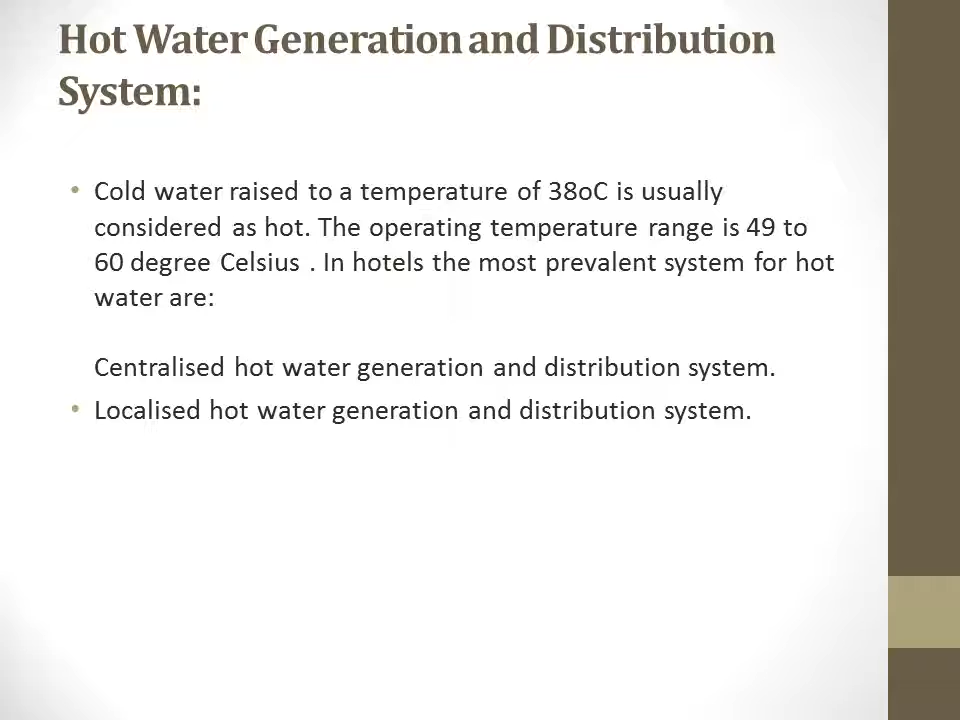 Hot Water Generation and Distribution
System:
• Cold water raised to a temperature of 38oC is usually
considered as hot. The operating temperature range is 49 to
60 degree Celsius . In hotels the most prevalent system for hot
water are:
Centralised hot water generation and distribution system.
• Localised hot water generation and distribution system.